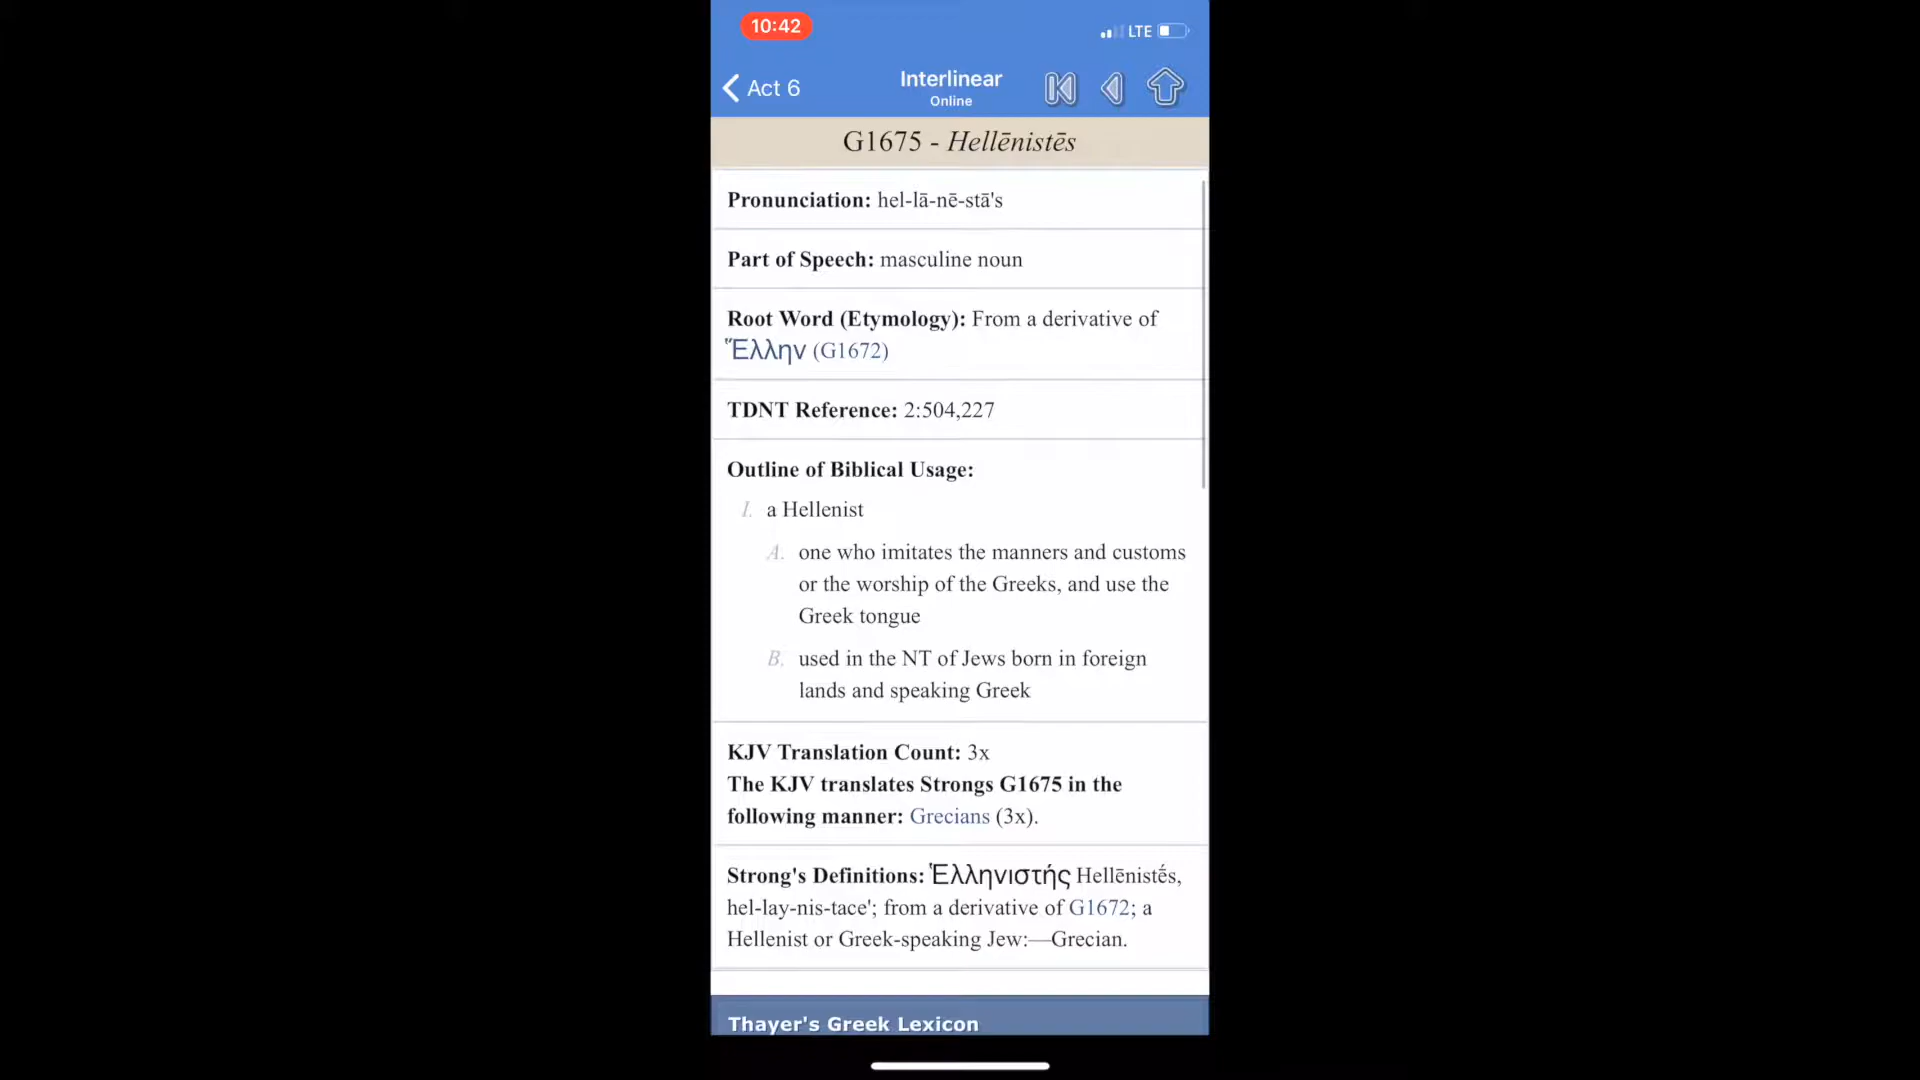 10:42
LTE
Act 6
Interlinear
Online
G1675 - Hellēnistēs
Pronunciation: hel-lā-nē-stā's
Part of Speech: masculine noun
Root Word (Etymology): From a derivative of
Ἕλλην (G1672)
TDNT Reference: 2:504,227
Outline of Biblical Usage:
I. a Hellenist
A. one who imitates the manners and customs
or the worship of the Greeks, and use the
Greek tongue
B. used in the NT of Jews born in foreign
lands and speaking Greek
KJV Translation Count: 3x
The KJV translates Strongs G1675 in the
following manner: Grecians (3x).
Strong's Definitions: Ἑλληνιστής Hellēnistḗs,
hel-lay-nis-tace'; from a derivative of G1672; a
Hellenist or Greek-speaking Jew:—Grecian.
Thayer's Greek Lexicon